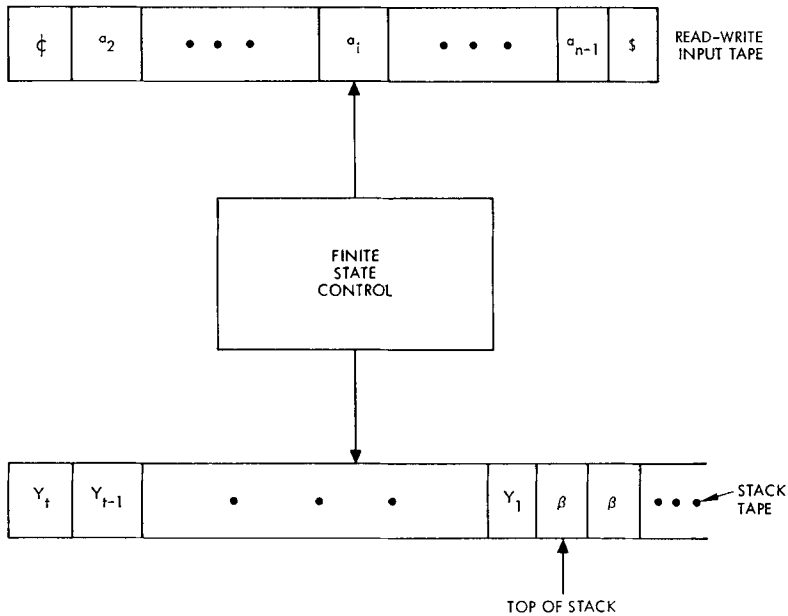 ¢ a2 • • • ai • • • an-1 $
READ-WRITE
INPUT TAPE
FINITE
STATE
CONTROL
Yt Yt-1 • • • Y1 β β • • •
STACK
TAPE
TOP OF STACK